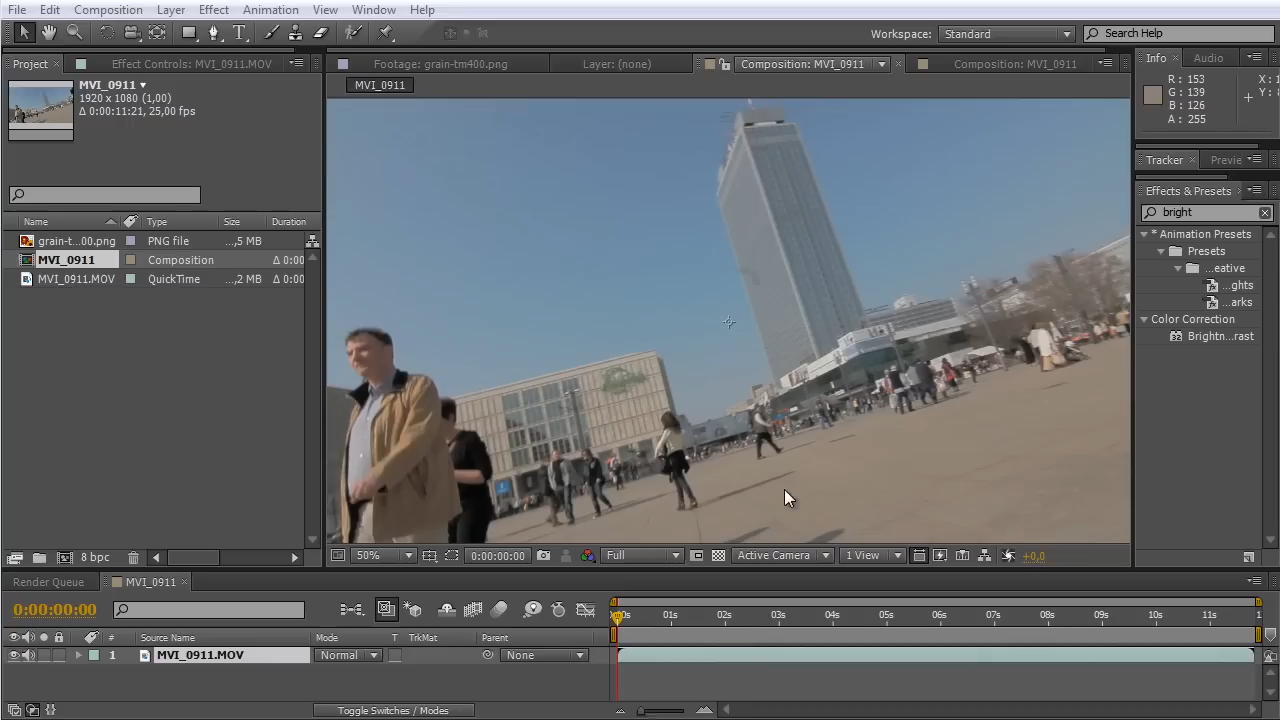 File Edit Composition Layer Effect Animation View Window Help
Workspace: Standard Search Help
Project × Effect Controls: MVI_0911.MOV Footage: grain-tm400.png Layer: (none) Composition: MVI_0911 × Composition: MVI_0911 Info × Audio
MVI_0911
1920 x 1080 (1,00)
Δ 0:00:11:21, 25,00 fps
MVI_0911
R : 153
G : 139
B : 126
A : 255
X : 1
Y : 8
Tracker × Previe
Effects & Presets
bright
* Animation Presets
Presets
...eative
...ghts
...arks
Color Correction
Brightn...rast
Name Type Size Duration
grain-t...00.png PNG file ...,5 MB
MVI_0911 Composition Δ 0:00
MVI_0911.MOV QuickTime ...,2 MB Δ 0:00
8 bpc 50% 0:00:00:00 Full Active Camera 1 View +0,0
Render Queue MVI_0911 ×
0:00:00:00 01s 02s 03s 04s 05s 06s 07s 08s 09s 10s 11s
# Source Name Mode T TrkMat Parent
1 MVI_0911.MOV Normal None
Toggle Switches / Modes